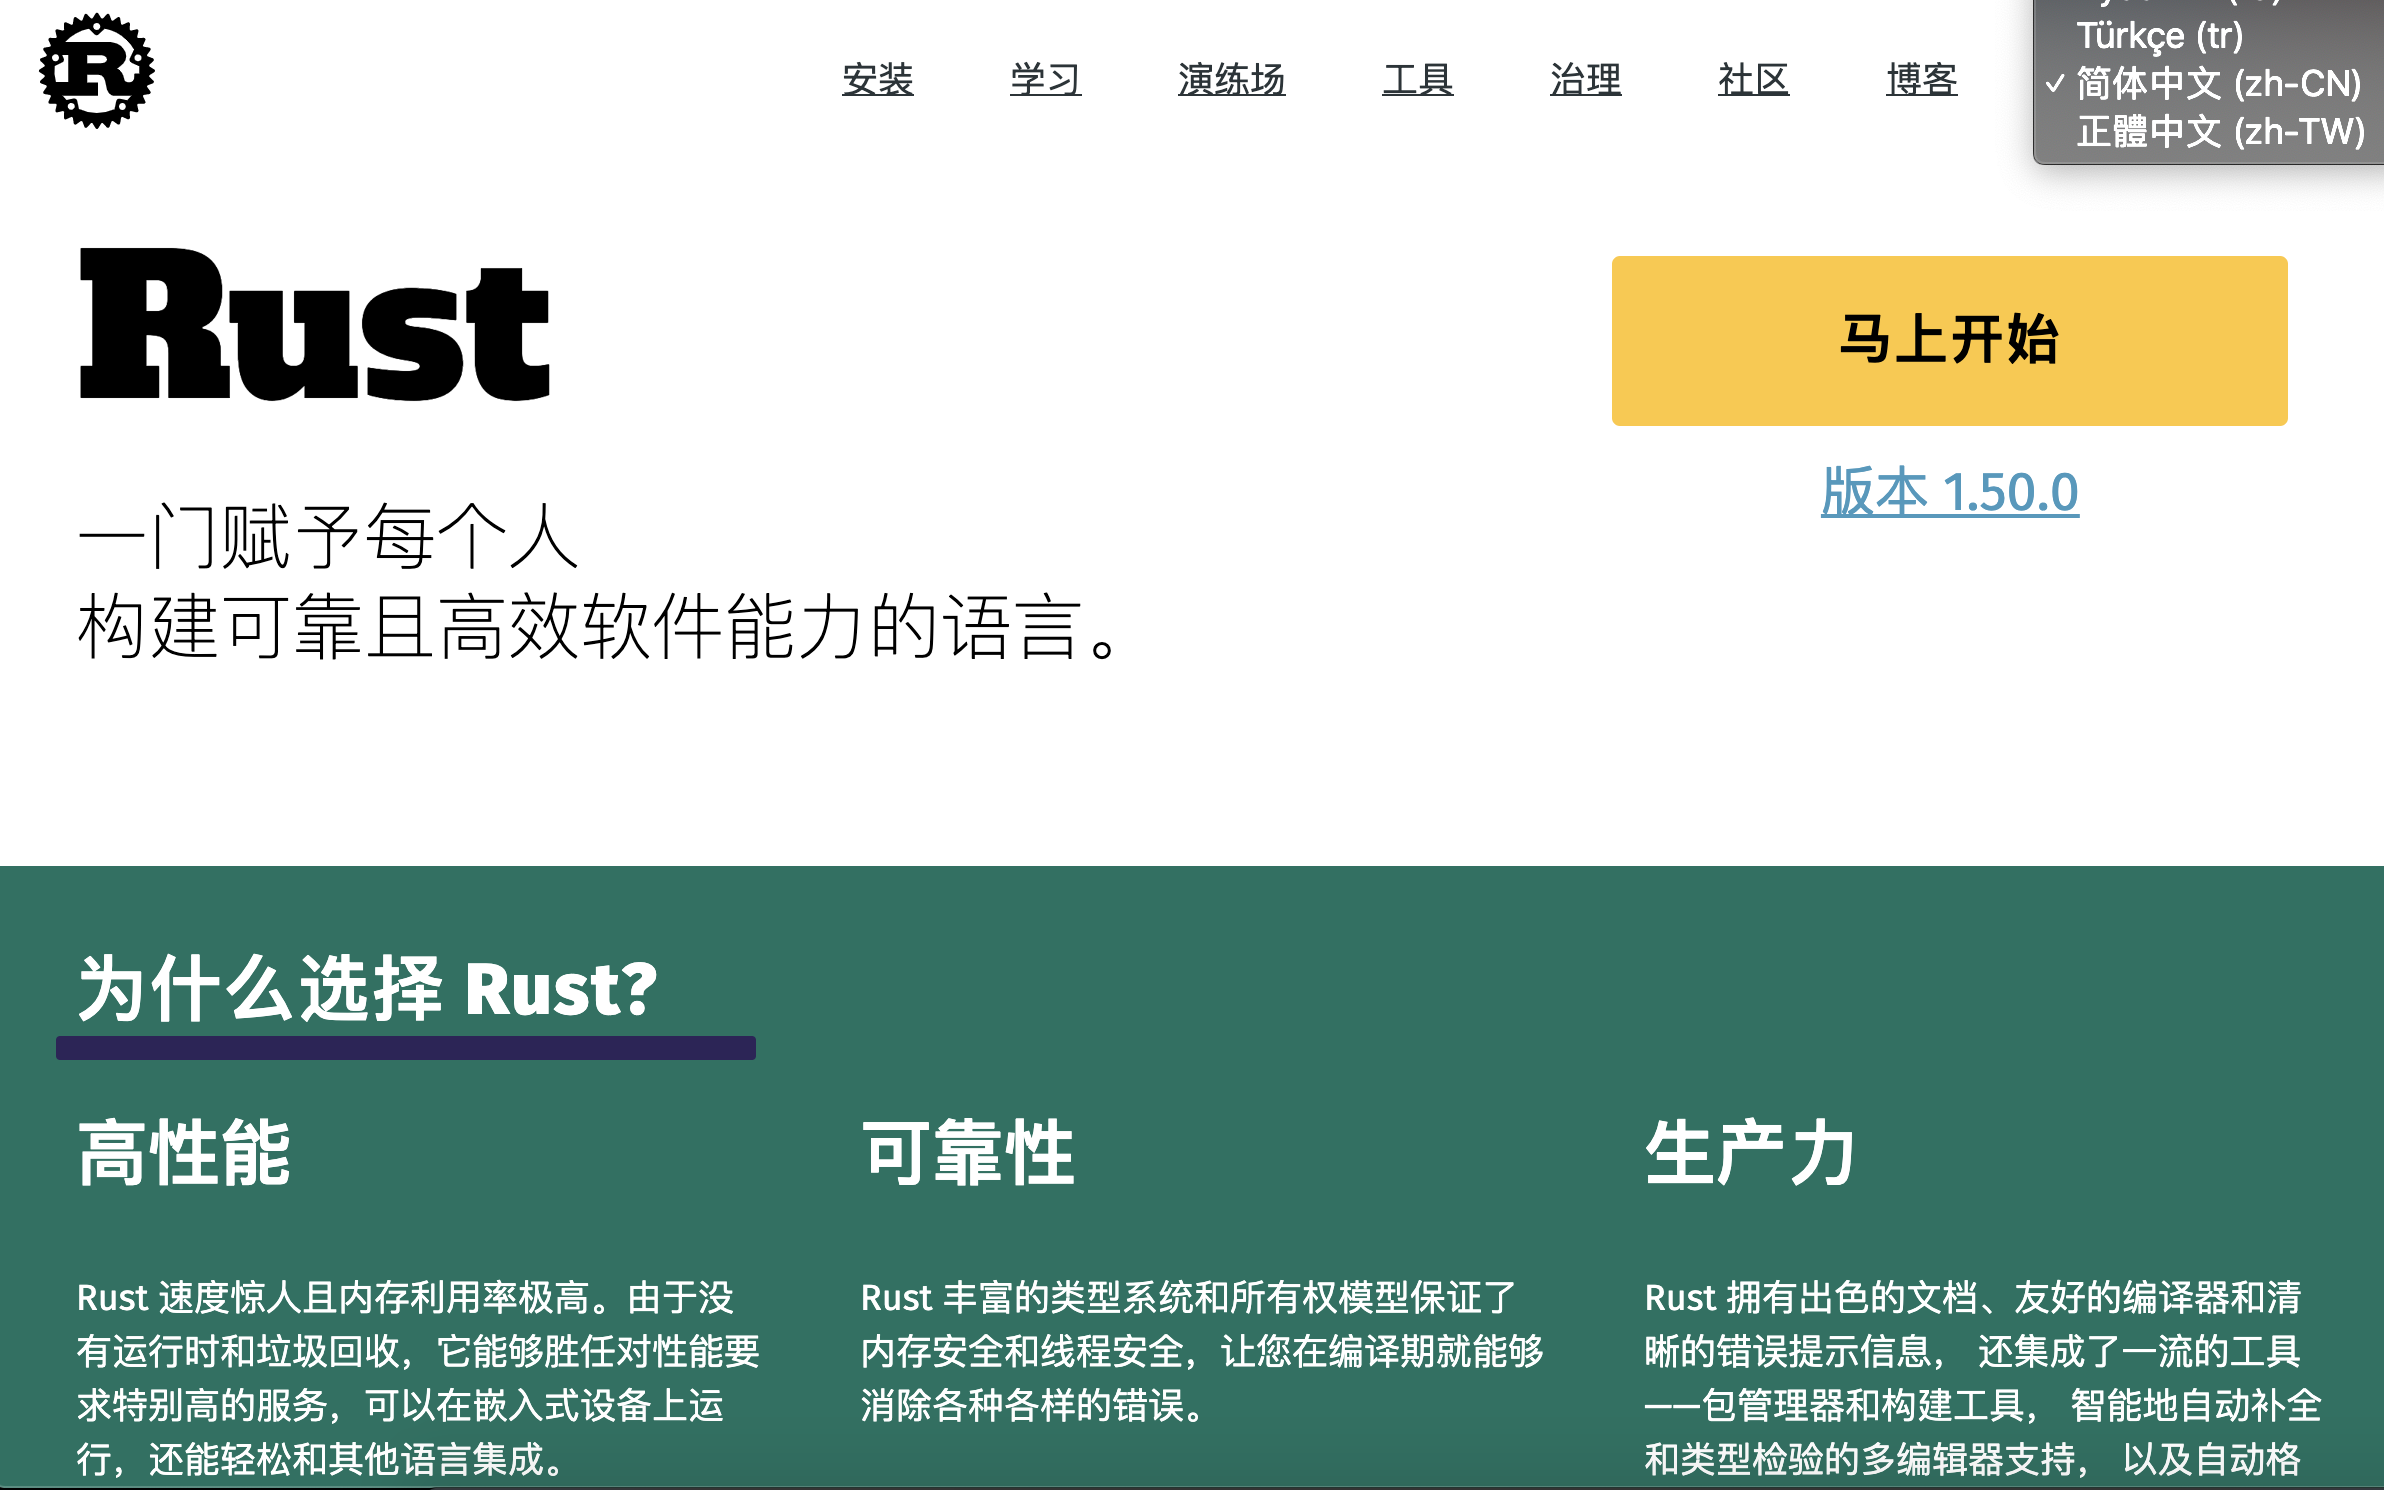 R
安装 学习 演练场 工具 治理 社区 博客
Türkçe (tr)
✓ 简体中文 (zh-CN)
正體中文 (zh-TW)
Rust
马上开始
版本 1.50.0
一门赋予每个人
构建可靠且高效软件能力的语言。
为什么选择 Rust?
高性能
Rust 速度惊人且内存利用率极高。由于没
有运行时和垃圾回收，它能够胜任对性能要
求特别高的服务，可以在嵌入式设备上运
行，还能轻松和其他语言集成。
可靠性
Rust 丰富的类型系统和所有权模型保证了
内存安全和线程安全，让您在编译期就能够
消除各种各样的错误。
生产力
Rust 拥有出色的文档、友好的编译器和清
晰的错误提示信息， 还集成了一流的工具
——包管理器和构建工具， 智能地自动补全
和类型检验的多编辑器支持， 以及自动格